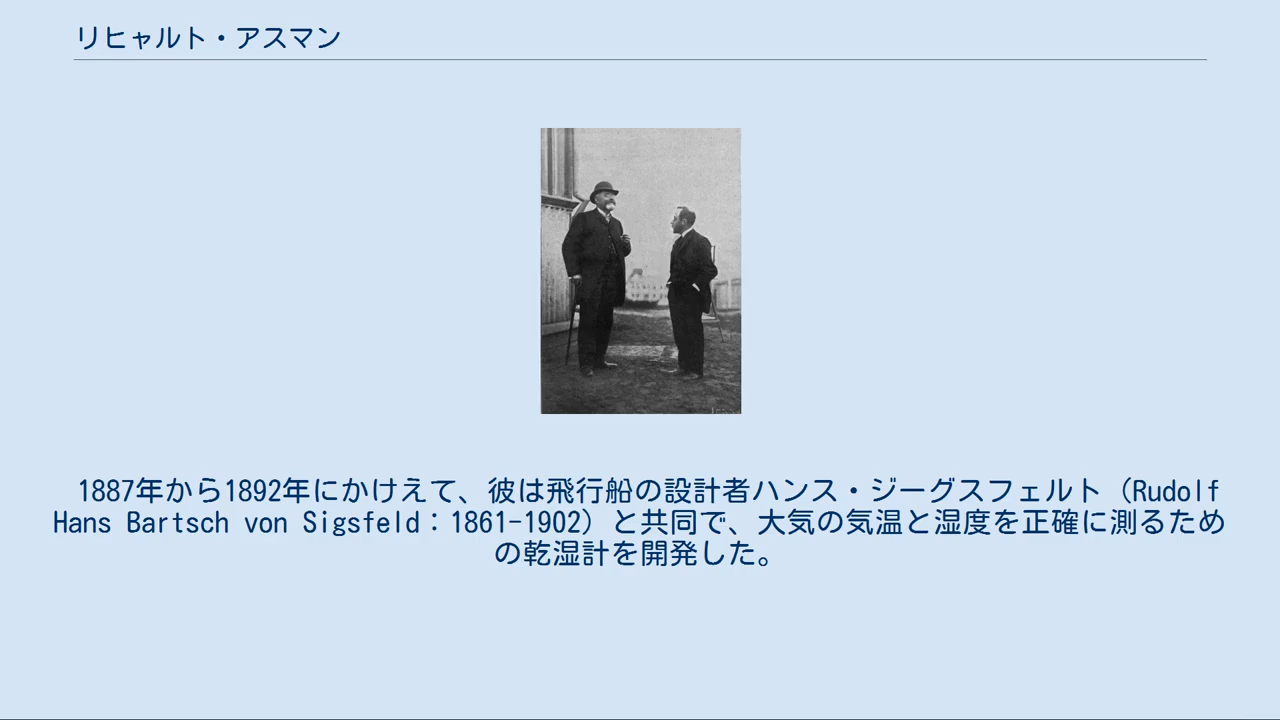 リヒャルト・アスマン
1887年から1892年にかけえて、彼は飛行船の設計者ハンス・ジーグスフェルト（Rudolf
Hans Bartsch von Sigsfeld：1861-1902）と共同で、大気の気温と湿度を正確に測るため
の乾湿計を開発した。